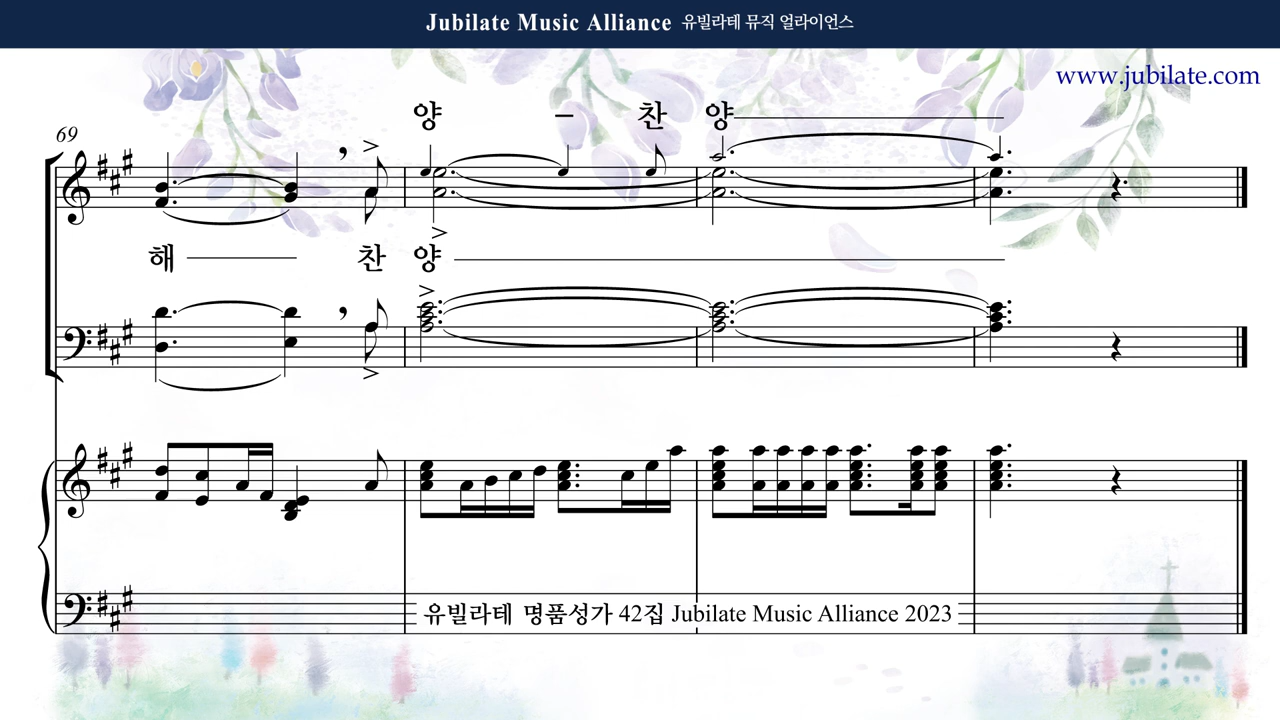 Jubilate Music Alliance 유빌라테 뮤직 얼라이언스
www.jubilate.com
양 - 찬 양
69
해 찬 양
유빌라테 명품성가 42집 Jubilate Music Alliance 2023